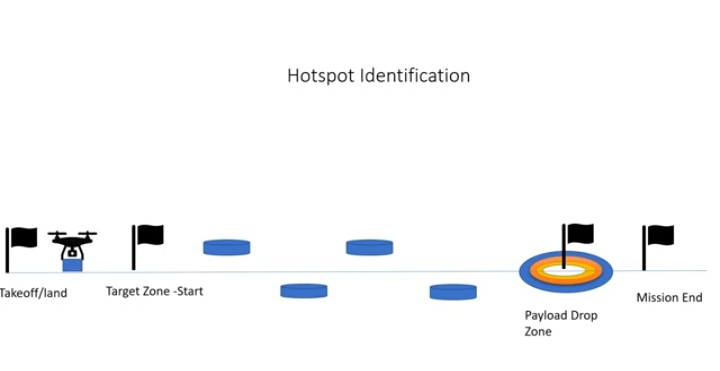 Hotspot Identification
Takeoff/land
Target Zone -Start
Payload Drop
Zone
Mission End